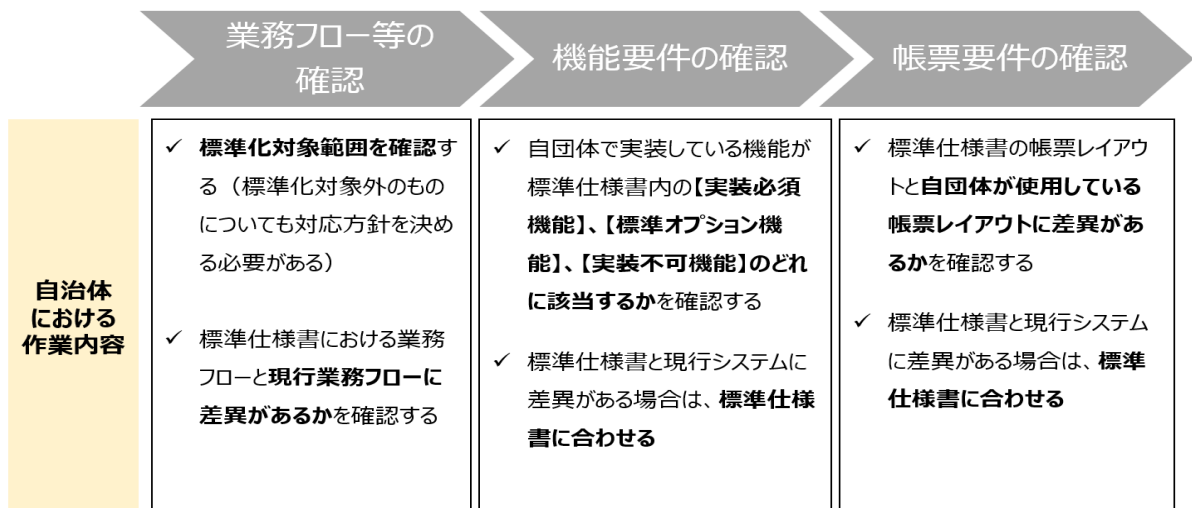 業務フロー等の
確認
機能要件の確認
帳票要件の確認
自治体
における
作業内容
✓ 標準化対象範囲を確認す
る（標準化対象外のもの
についても対応方針を決め
る必要がある）
✓ 標準仕様書における業務
フローと現行業務フローに
差異があるかを確認する
✓ 自団体で実装している機能が
標準仕様書内の【実装必須
機能】、【標準オプション機
能】、【実装不可機能】のどれ
に該当するかを確認する
✓ 標準仕様書と現行システムに
差異がある場合は、標準仕様
書に合わせる
✓ 標準仕様書の帳票レイアウ
トと自団体が使用している
帳票レイアウトに差異があ
るかを確認する
✓ 標準仕様書と現行システム
に差異がある場合は、標準
仕様書に合わせる